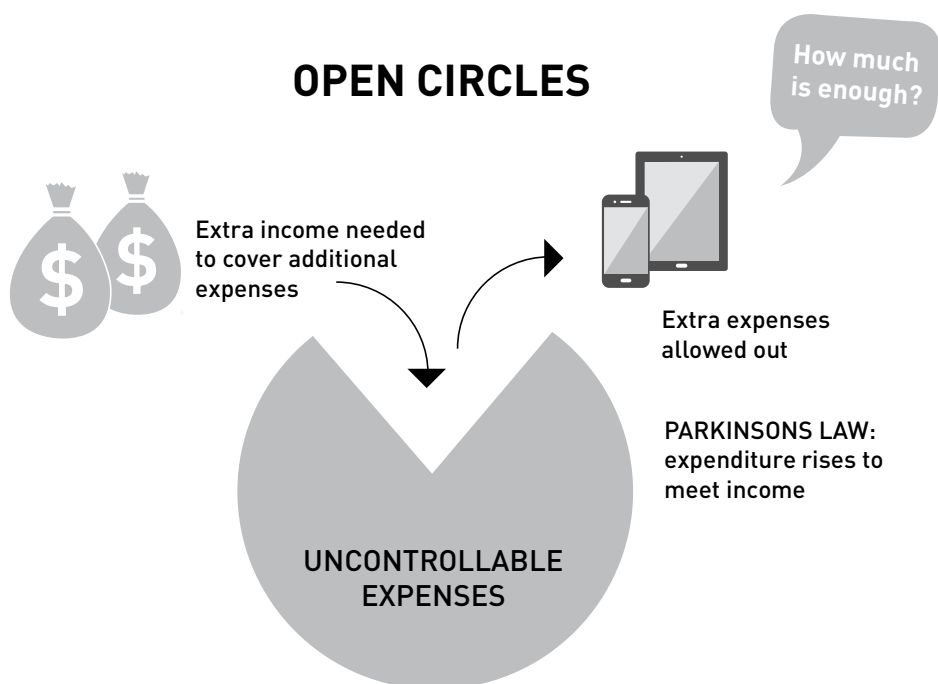 OPEN CIRCLES
How much
is enough?
$ $
Extra income needed
to cover additional
expenses
Extra expenses
allowed out
PARKINSONS LAW:
expenditure rises to
meet income
UNCONTROLLABLE
EXPENSES